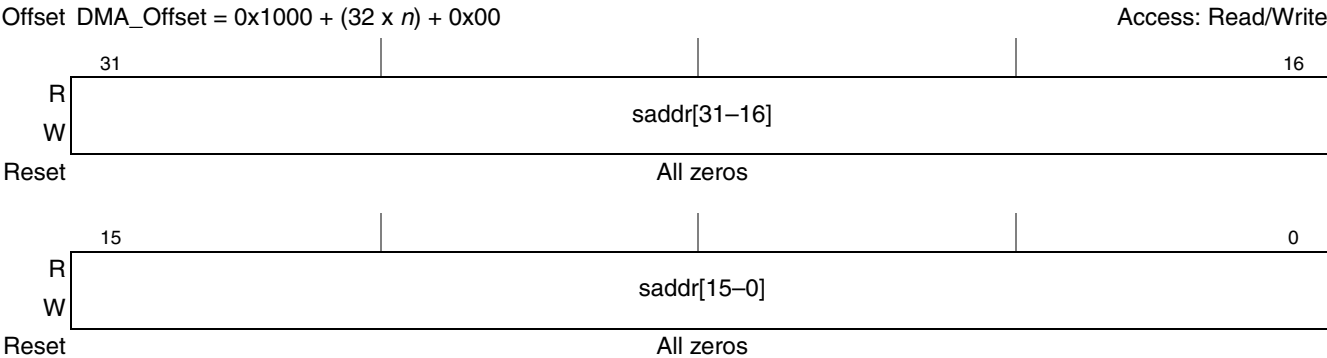 Offset DMA_Offset = 0x1000 + (32 x n) + 0x00 Access: Read/Write
31 16
R
saddr[31–16]
W
Reset All zeros
15 0
R
saddr[15–0]
W
Reset All zeros